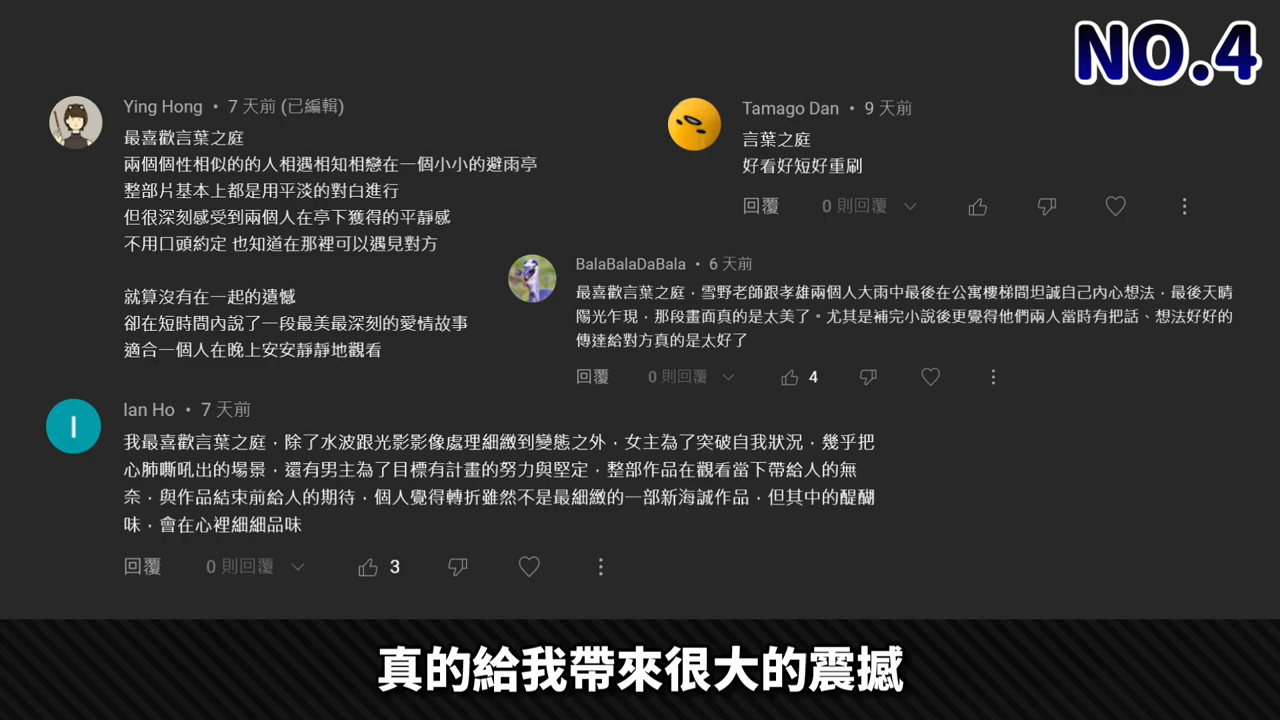 NO.4
Ying Hong • 7 天前 (已編輯)
最喜歡言葉之庭
兩個個性相似的的人相遇相知相戀在一個小小的避雨亭
整部片基本上都是用平淡的對白進行
但很深刻感受到兩個人在亭下獲得的平靜感
不用口頭約定 也知道在那裡可以遇見對方
就算沒有在一起的遺憾
卻在短時間內說了一段最美最深刻的愛情故事
適合一個人在晚上安安靜靜地觀看
Tamago Dan • 9 天前
言葉之庭
好看好短好重刷
回覆 0 則回覆
BalaBalaDaBala • 6 天前
最喜歡言葉之庭，雪野老師跟孝雄兩個人大雨中最後在公寓樓梯間坦誠自己內心想法，最後天晴
陽光乍現，那段畫面真的是太美了。尤其是補完小說後更覺得他們兩人當時有把話、想法好好的
傳達給對方真的是太好了
回覆 0 則回覆 4
I
Ian Ho • 7 天前
我最喜歡言葉之庭，除了水波跟光影影像處理細緻到變態之外，女主為了突破自我狀況，幾乎把
心肺嘶吼出的場景，還有男主為了目標有計畫的努力與堅定，整部作品在觀看當下帶給人的無
奈，與作品結束前給人的期待，個人覺得轉折雖然不是最細緻的一部新海誠作品，但其中的醍醐
味，會在心裡細細品味
回覆 0 則回覆 3
真的給我帶來很大的震撼